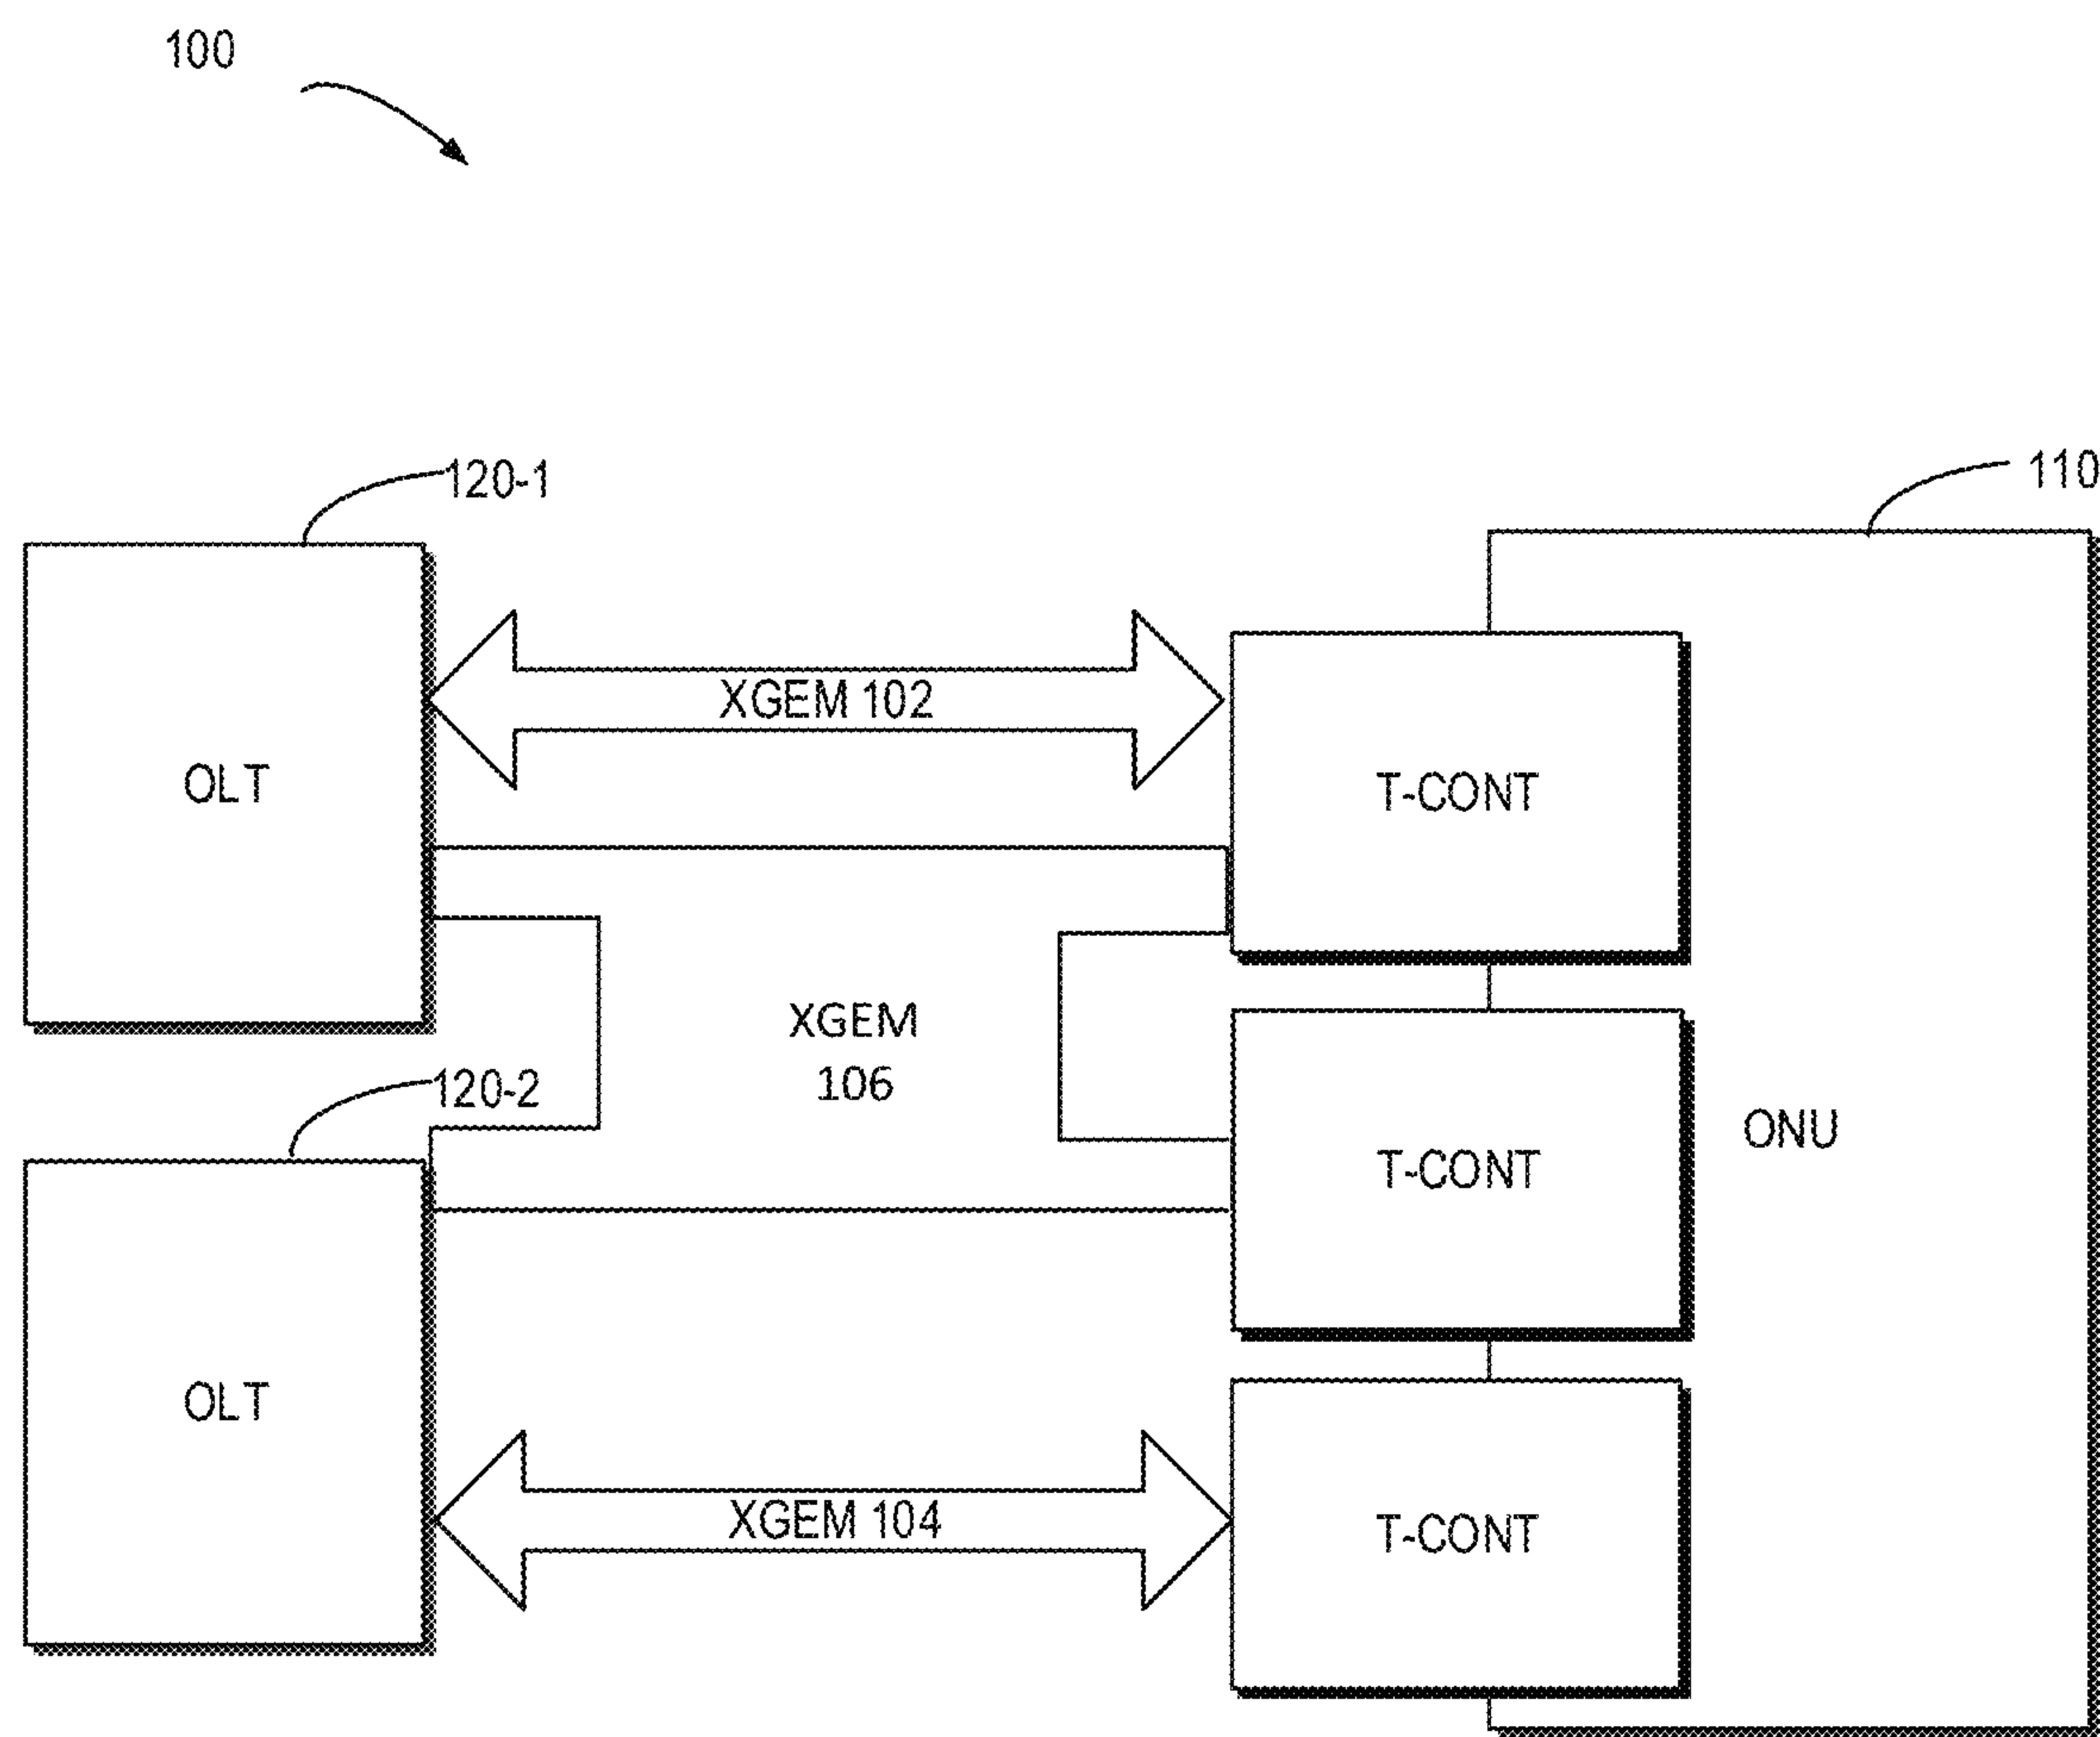 100
120-1
110
XGEM 102
OLT
T-CONT
XGEM
106
120-2
ONU
T-CONT
OLT
XGEM 104
T-CONT